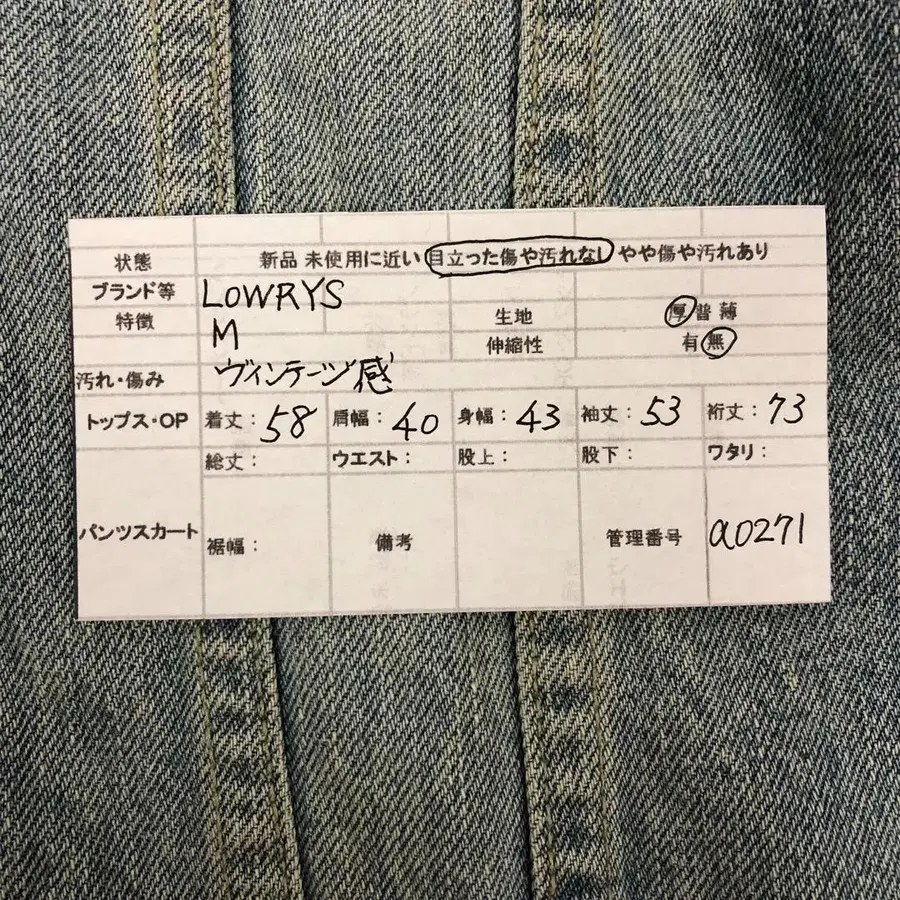 状態 新品 未使用に近い 目立った傷や汚れなし やや傷や汚れあり
ブランド等 LOWRYS
特徴 M 生地 厚 普 薄
伸縮性 有 無
汚れ・傷み ヴィンテージ感
トップス・OP 着丈： 58 肩幅： 40 身幅： 43 袖丈： 53 裄丈： 73
総丈： ウエスト： 股上： 股下： ワタリ：
パンツスカート 裾幅： 備考 管理番号 a0271